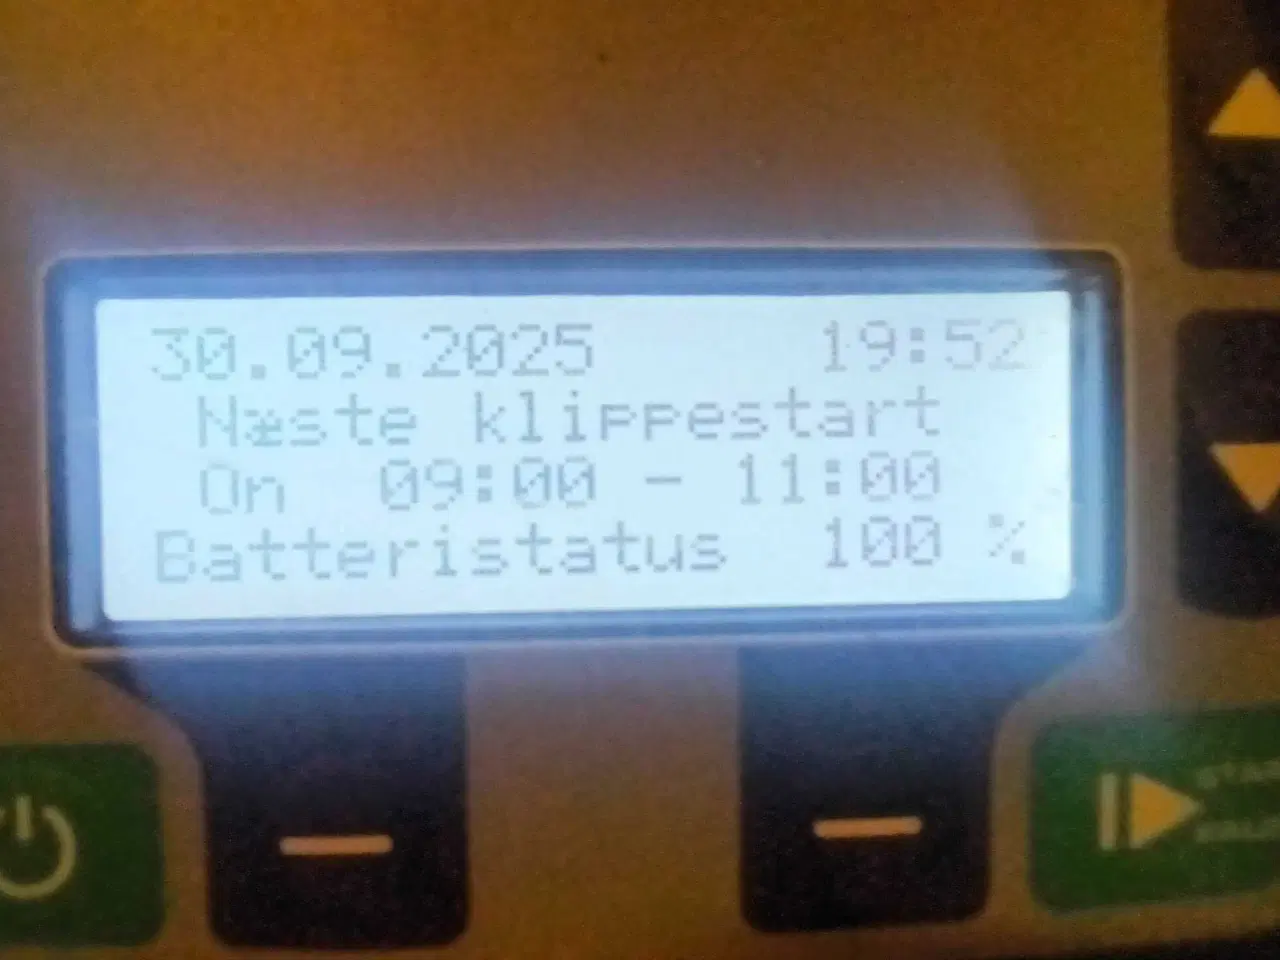 30.09.2025 19:52
Næste klippestart
On 09:00 - 11:00
Batteristatus 100 %